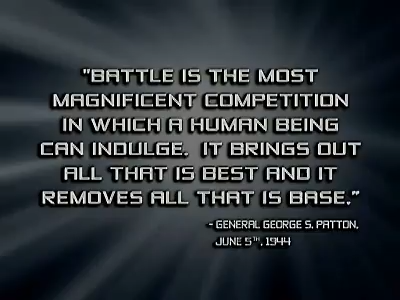 "BATTLE IS THE MOST
MAGNIFICENT COMPETITION
IN WHICH A HUMAN BEING
CAN INDULGE. IT BRINGS OUT
ALL THAT IS BEST AND IT
REMOVES ALL THAT IS BASE."
- GENERAL GEORGE S. PATTON,
JUNE 5TH, 1944